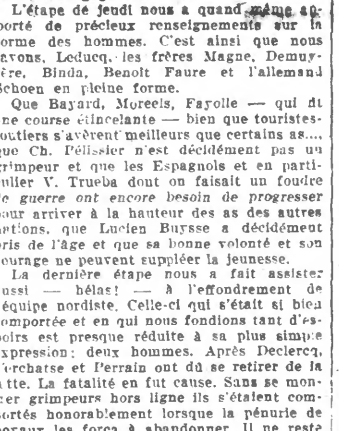 L'étape de jeudi nous a quand même ap-
porté de précieux renseignements sur la
forme des hommes. C'est ainsi que nous
avons, Leducq, les frères Magne, Demuy-
ère, Binda, Benoît Faure et l'allemand
Schoen en pleine forme.
Que Bayard, Moreels, Fayolle — qui fit
une course étincelante — bien que touristes-
routiers s'avèrent meilleurs que certains as....
que Ch. Pélissier n'est décidément pas un
grimpeur et que les Espagnols et en parti-
culier V. Trueba dont on faisait un foudre
de guerre ont encore besoin de progresser
pour arriver à la hauteur des as des autres
nations, que Lucien Buysse a décidément
pris de l'âge et que sa bonne volonté et son
courage ne peuvent suppléer la jeunesse.
La dernière étape nous a fait assister
aussi — hélas! — à l'effondrement de
l'équipe nordiste. Celle-ci qui s'était si bien
comportée et en qui nous fondions tant d'es-
poirs est presque réduite à sa plus simple
expression: deux hommes. Après Declercq,
Perrain ont dû se retirer de la
lutte. La fatalité en fut cause. Sans se mon-
trer grimpeurs hors ligne ils s'étaient com-
portés honorablement lorsque la pénurie de
boyaux les força à abandonner. Il ne reste